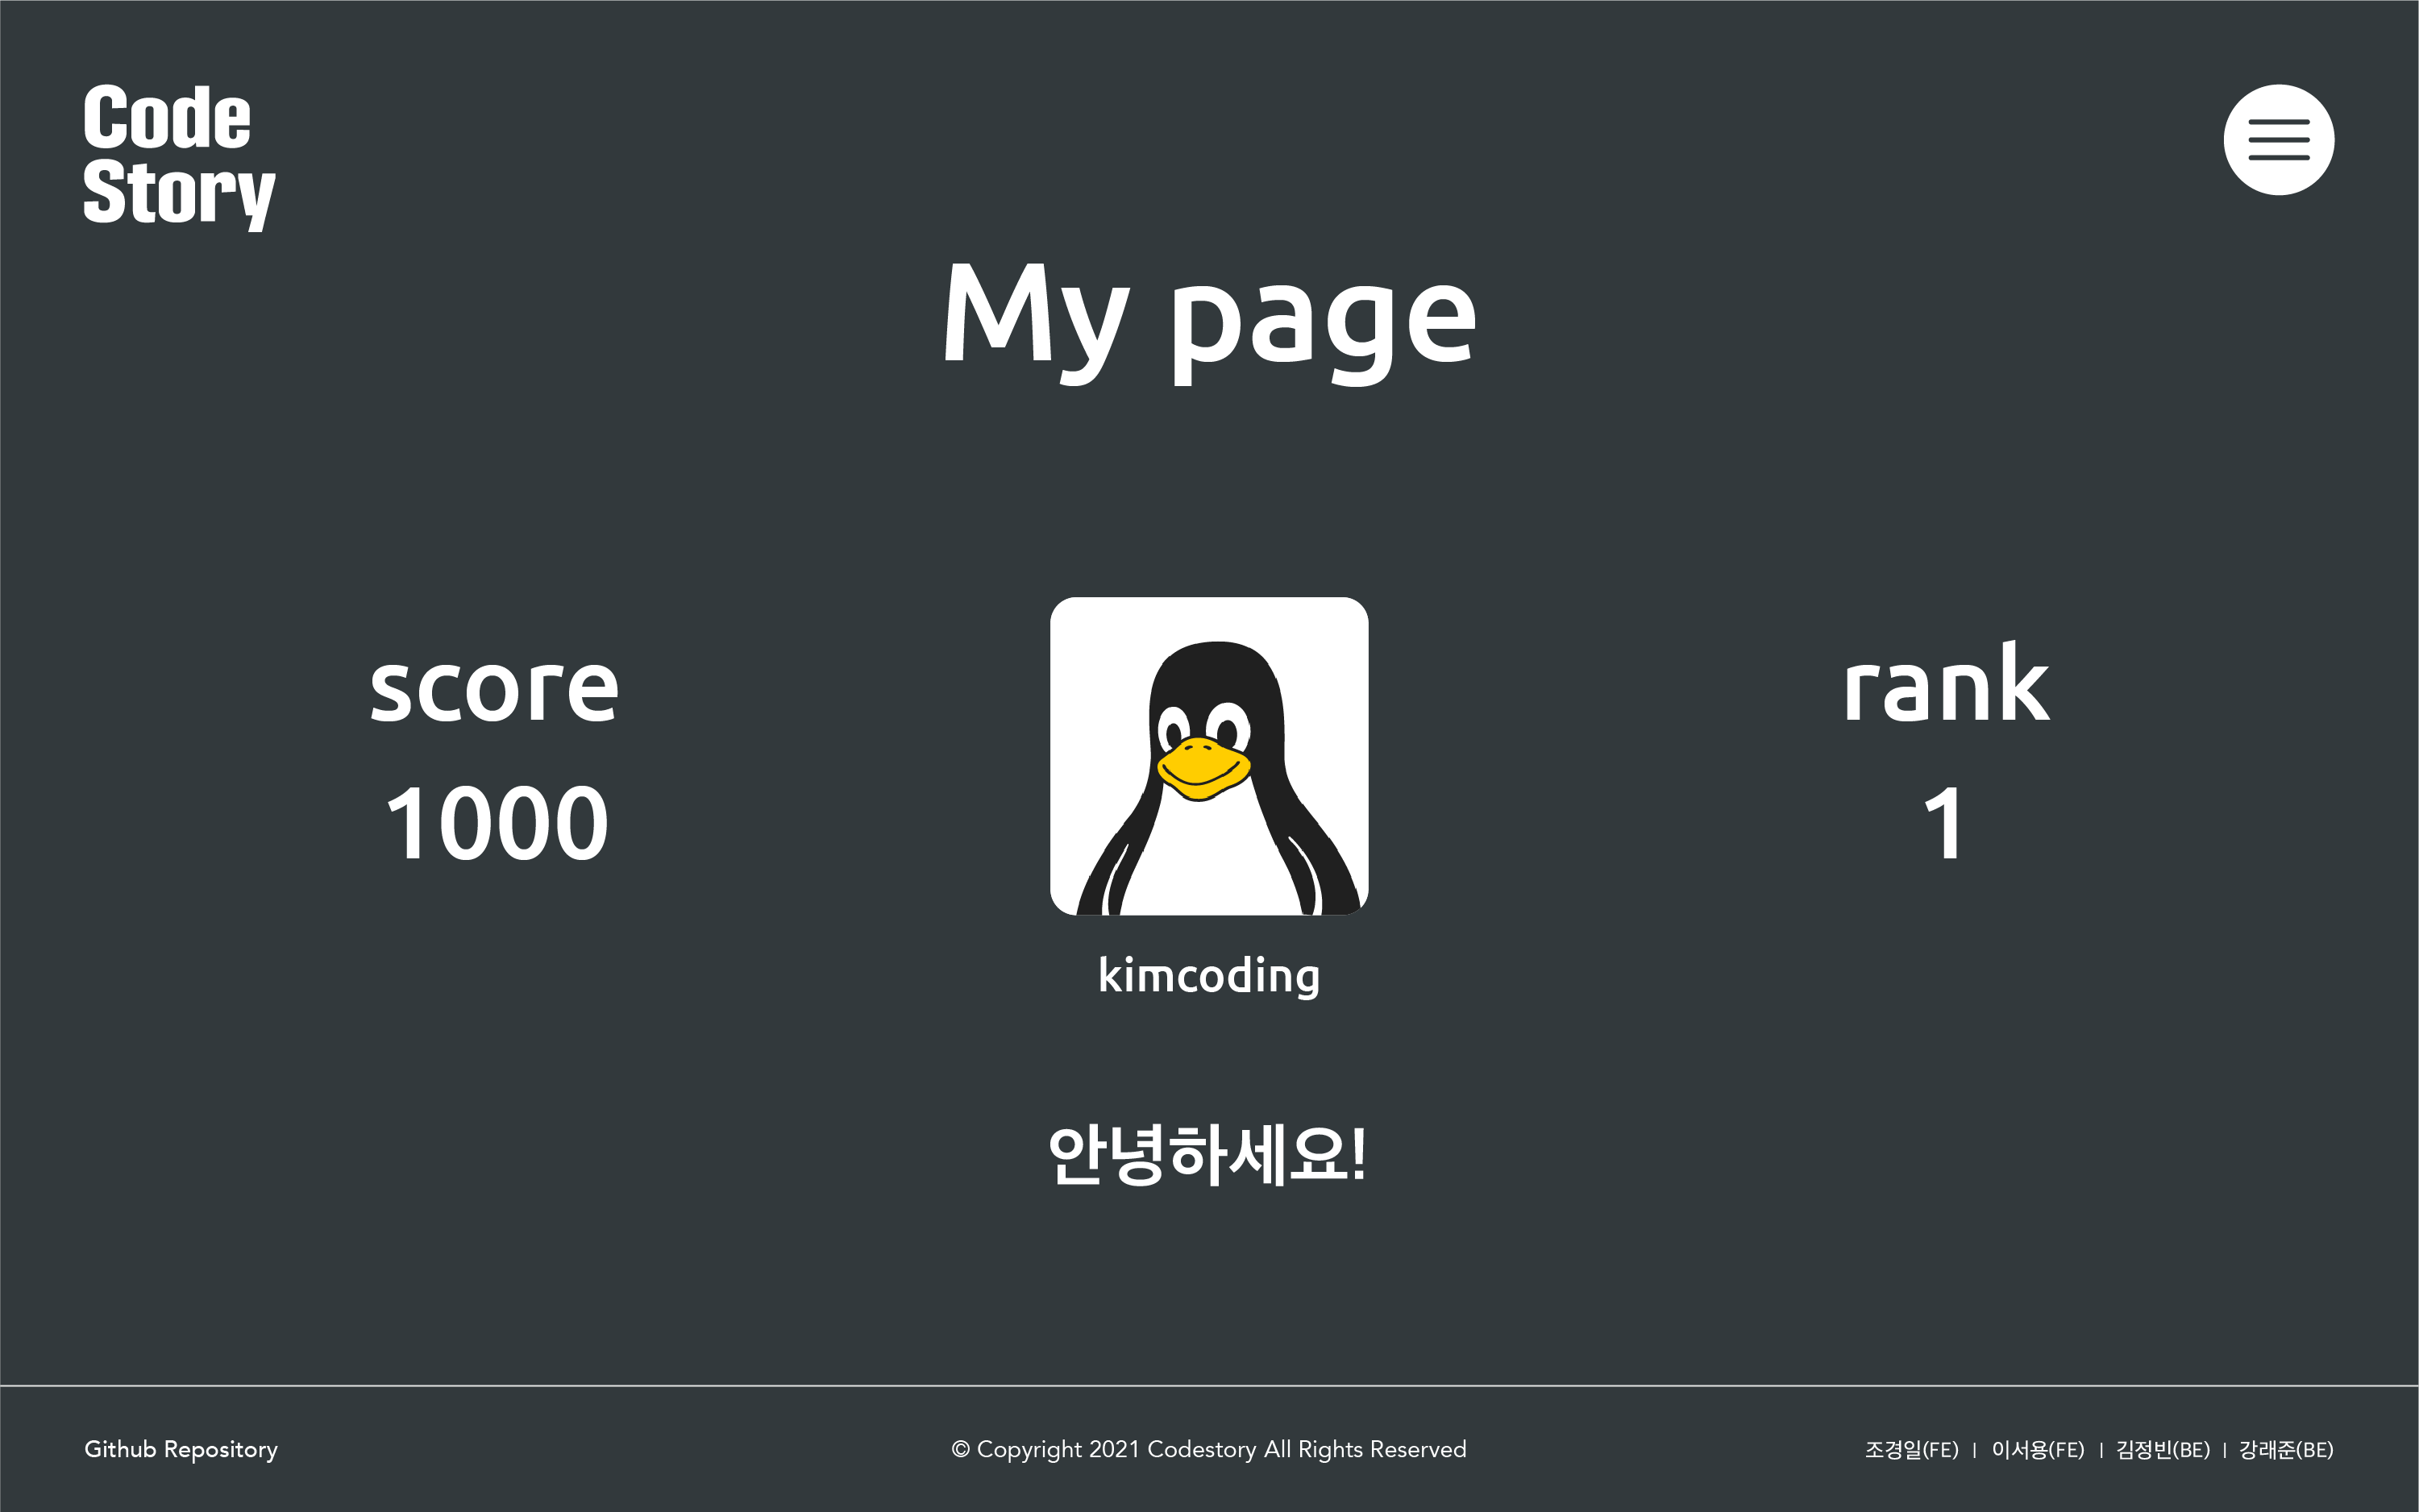 Code
Story
My page
score
1000
kimcoding
rank
1
안녕하세요!
Github Repository
© Copyright 2021 Codestory All Rights Reserved
조경일(FE) | 이서용(FE) | 김정빈(BE) | 강래준(BE)